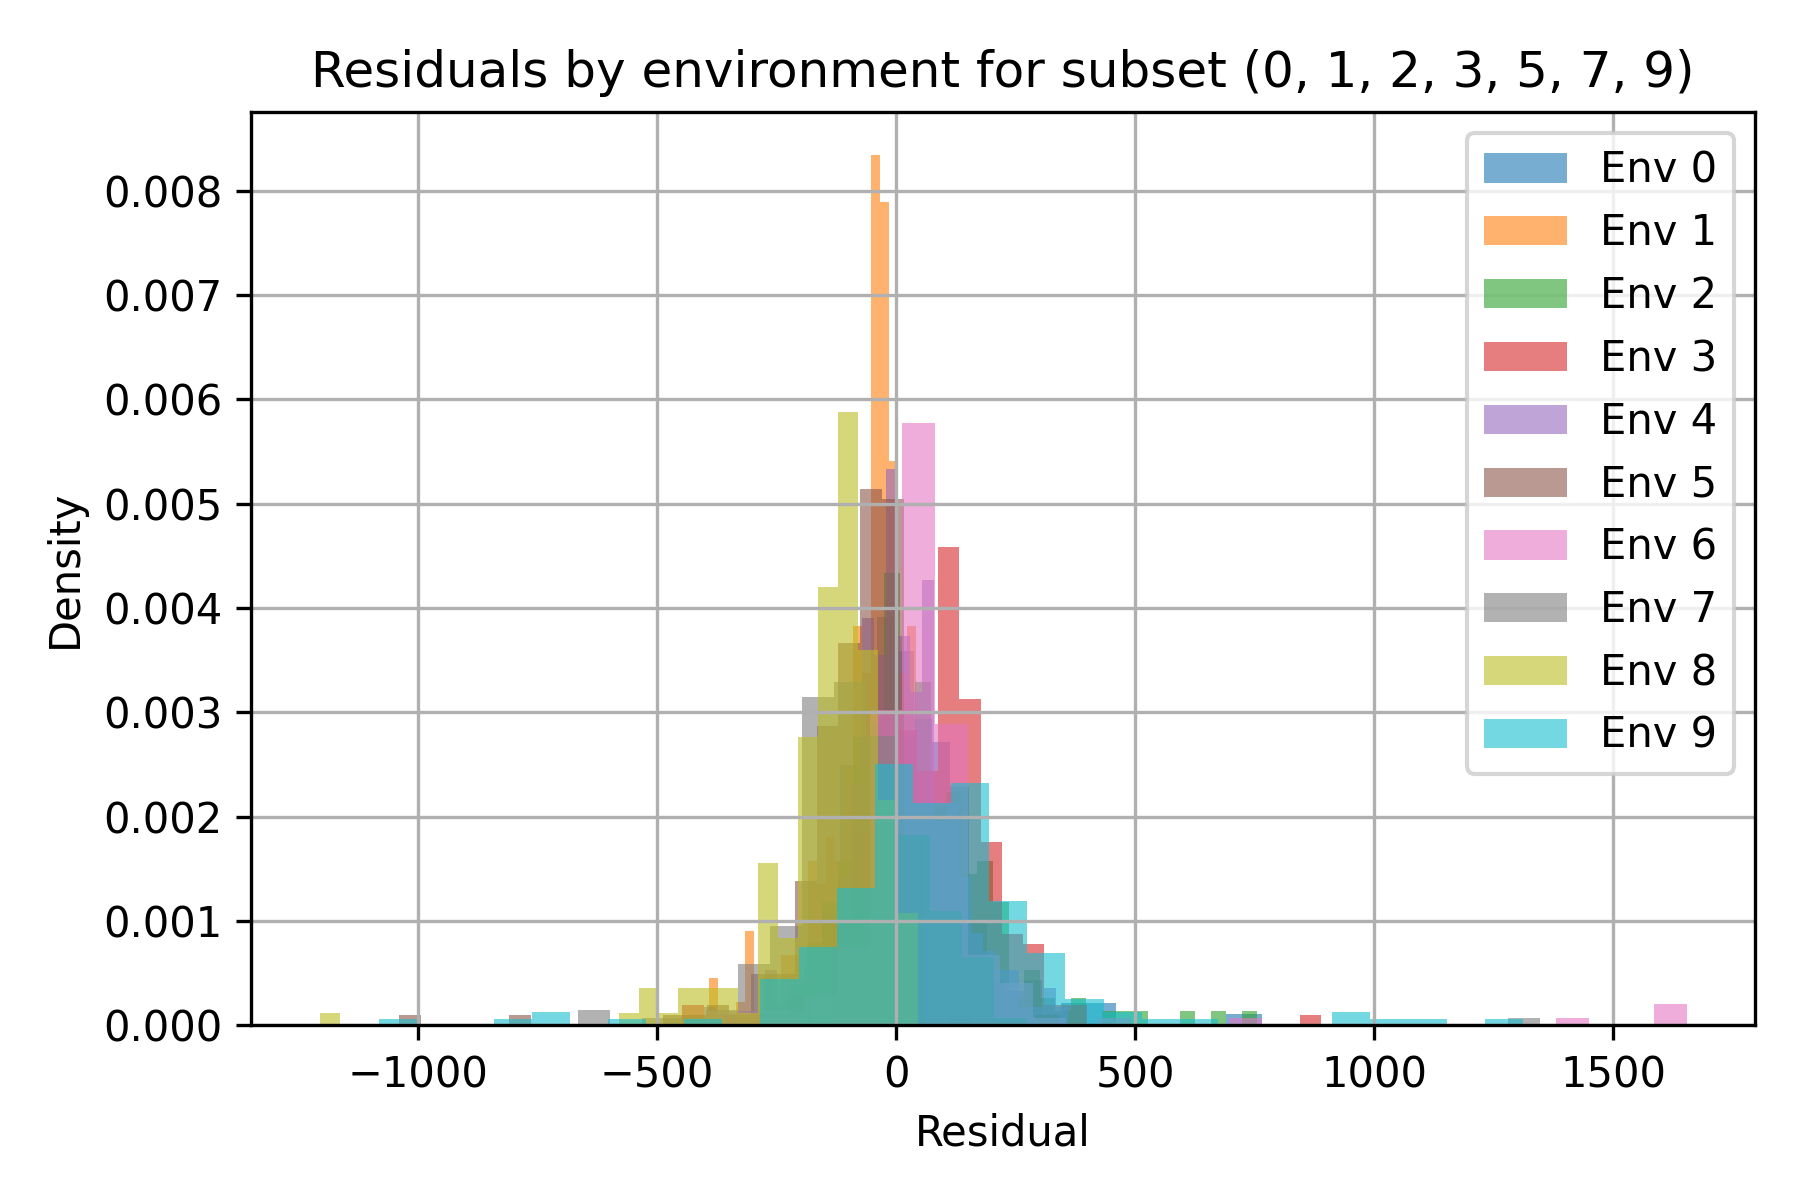 Residuals by environment for subset (0, 1, 2, 3, 5, 7, 9)
Density
0.008
0.007
0.006
0.005
0.004
0.003
0.002
0.001
0.000
−1000
−500
0
500
1000
1500
Residual
Env 0
Env 1
Env 2
Env 3
Env 4
Env 5
Env 6
Env 7
Env 8
Env 9